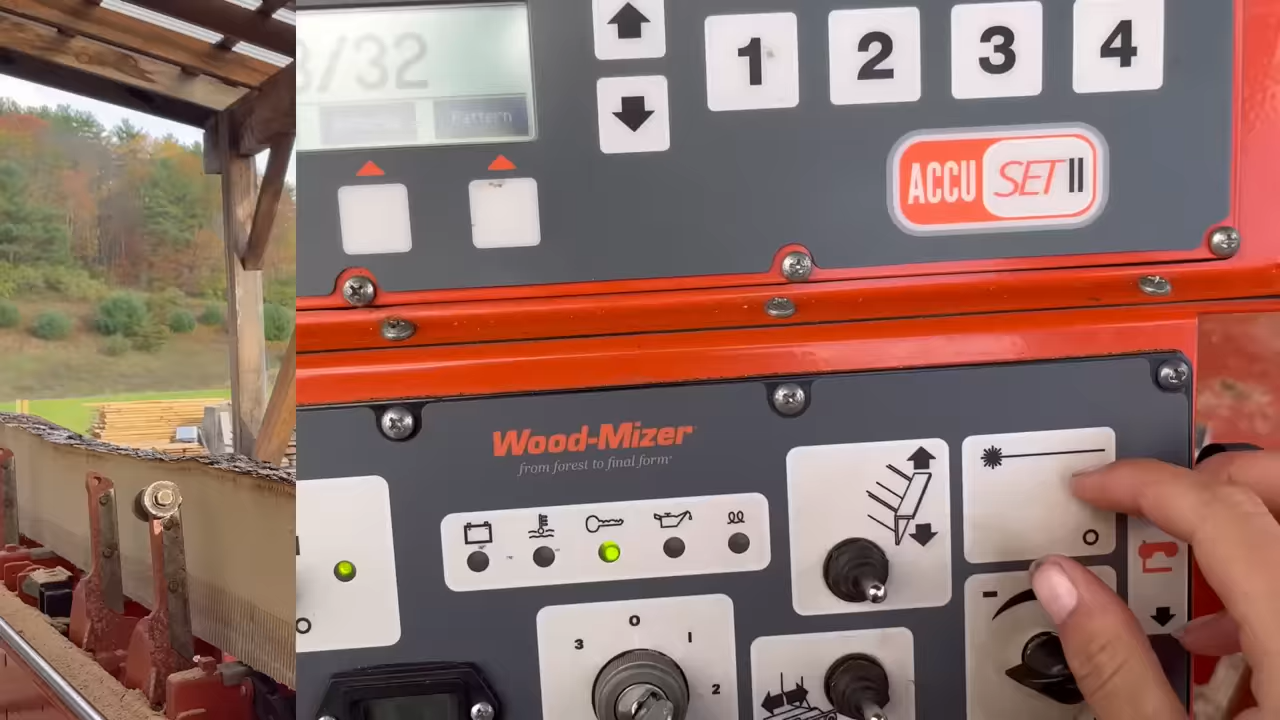 3/32
Pattern
1 2 3 4
ACCU SET II
Wood-Mizer
from forest to final form
3 0 1 2